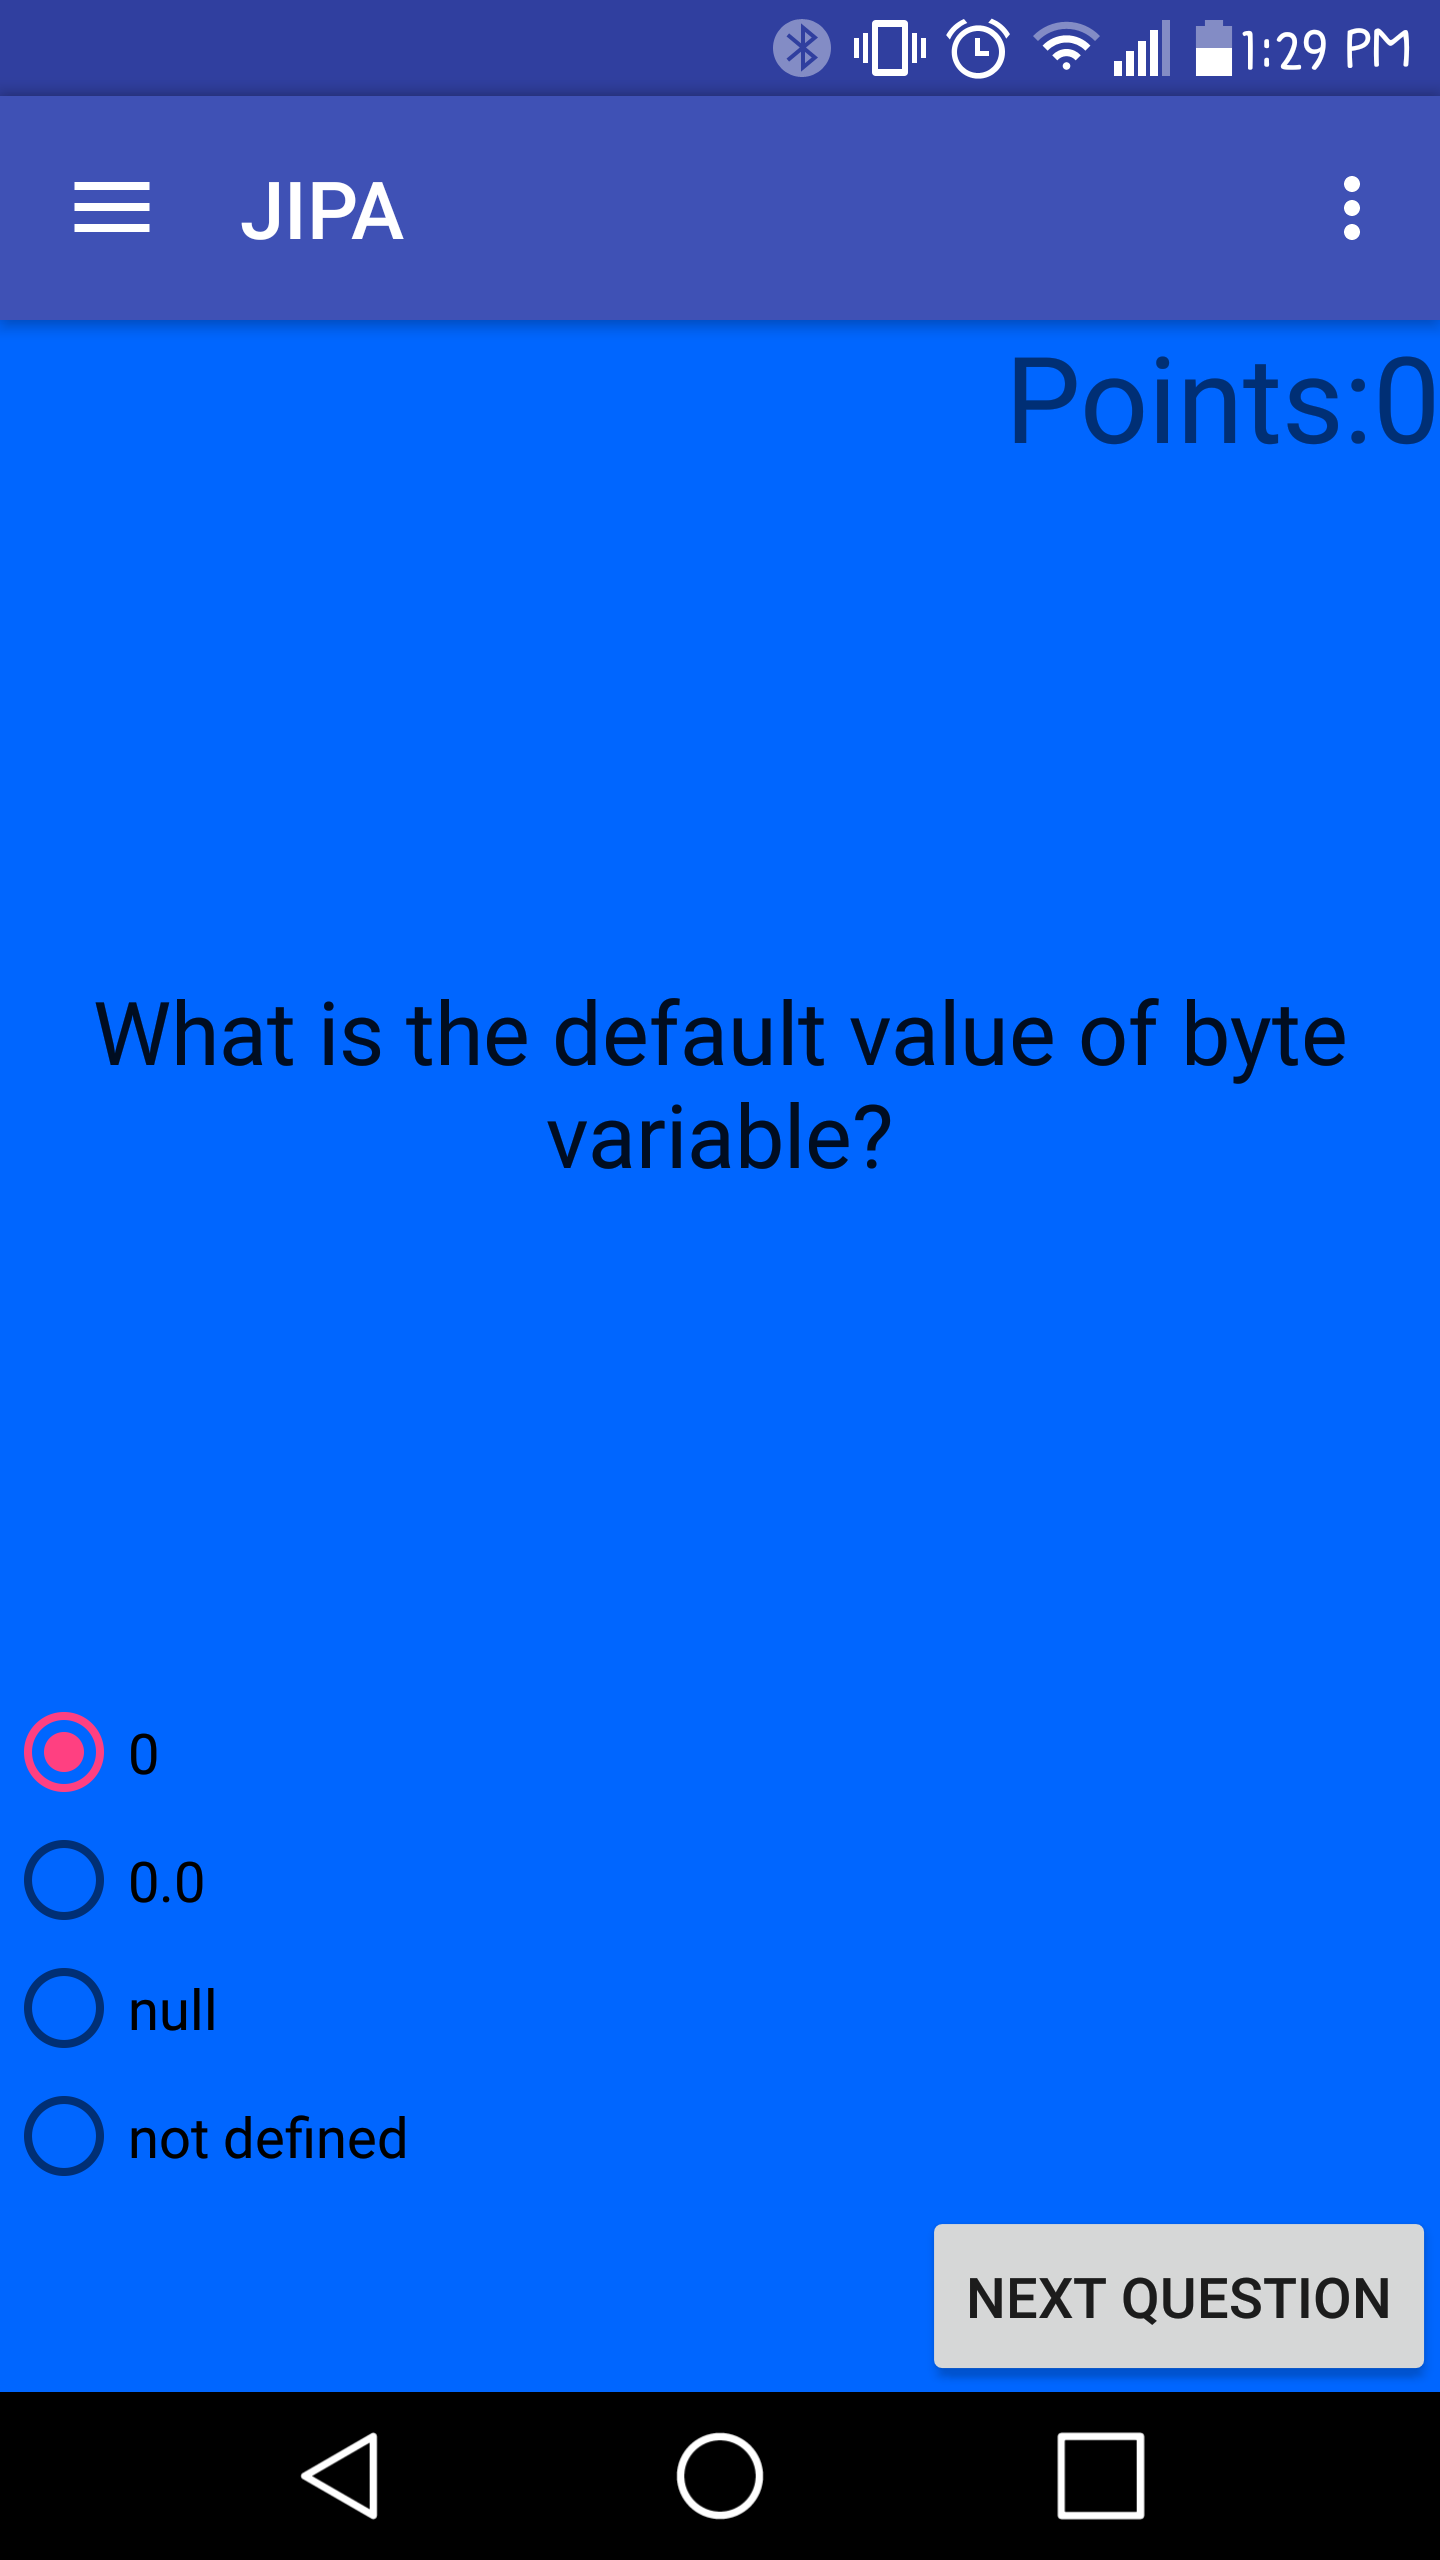 1:29 PM
JIPA
Points:0
What is the default value of byte
variable?
0
0.0
null
not defined
NEXT QUESTION